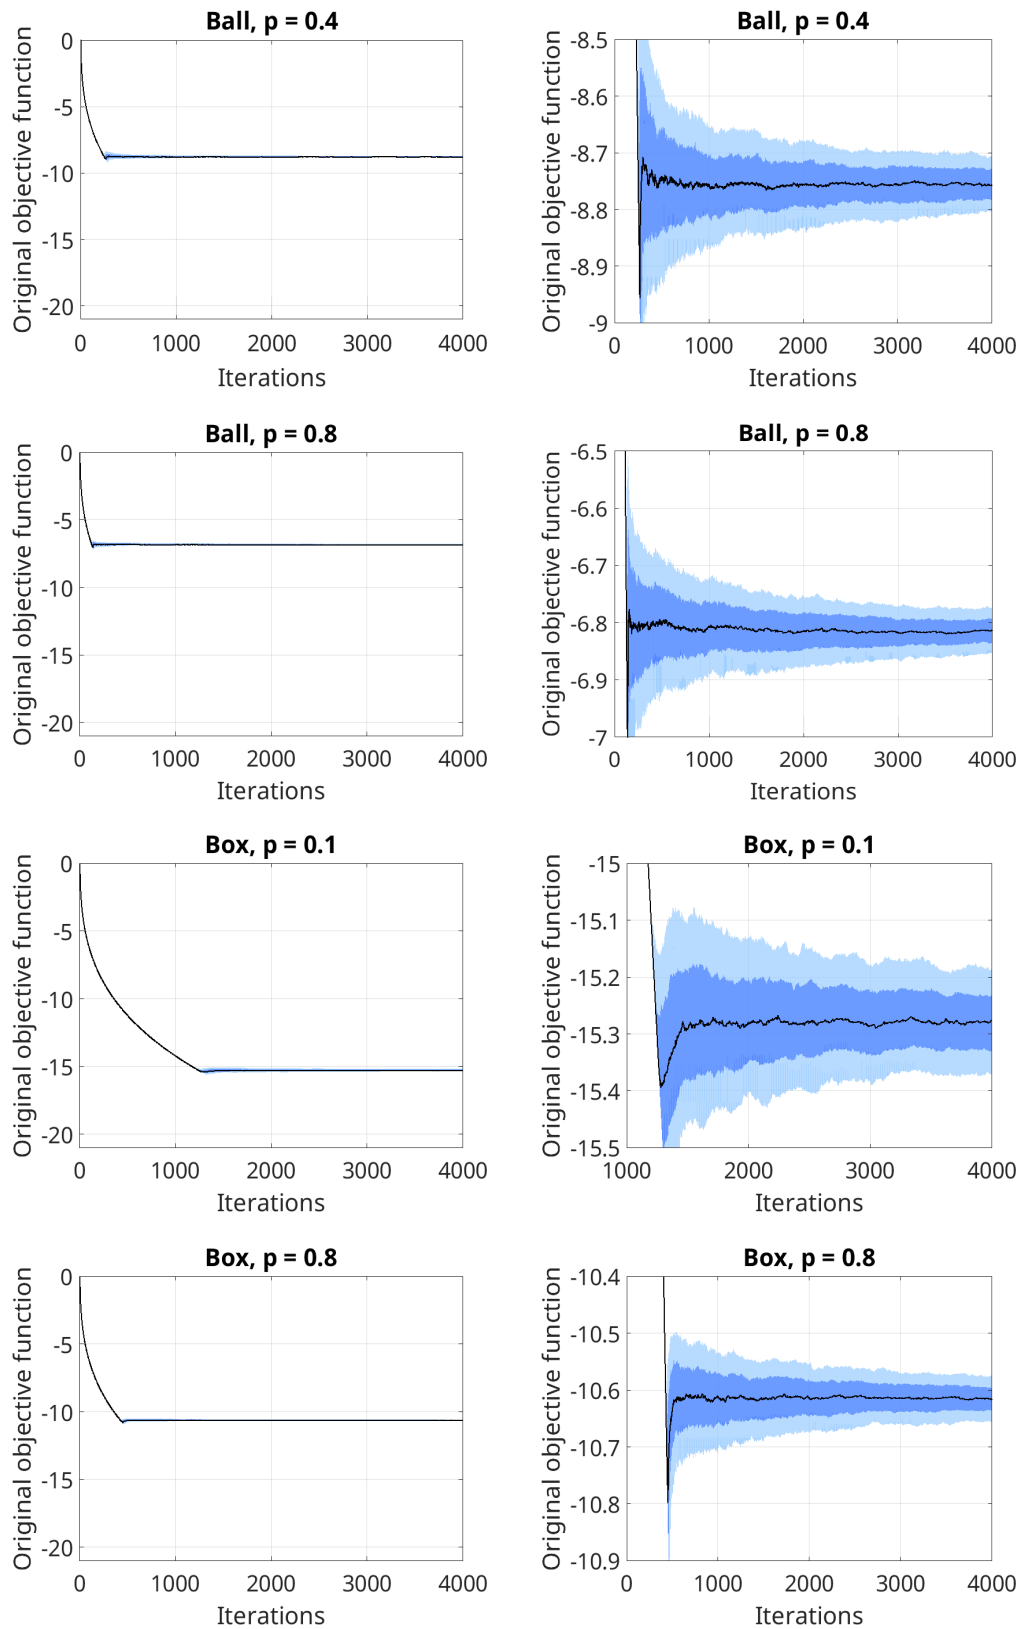 Ball, p = 0.4
Original objective function
0
-5
-10
-15
-20
0 1000 2000 3000 4000
Iterations
Ball, p = 0.4
Original objective function
-8.5
-8.6
-8.7
-8.8
-8.9
-9
0 1000 2000 3000 4000
Iterations
Ball, p = 0.8
Original objective function
0
-5
-10
-15
-20
0 1000 2000 3000 4000
Iterations
Ball, p = 0.8
Original objective function
-6.5
-6.6
-6.7
-6.8
-6.9
-7
0 1000 2000 3000 4000
Iterations
Box, p = 0.1
Original objective function
0
-5
-10
-15
-20
0 1000 2000 3000 4000
Iterations
Box, p = 0.1
Original objective function
-15
-15.1
-15.2
-15.3
-15.4
-15.5
1000 2000 3000 4000
Iterations
Box, p = 0.8
Original objective function
0
-5
-10
-15
-20
0 1000 2000 3000 4000
Iterations
Box, p = 0.8
Original objective function
-10.4
-10.5
-10.6
-10.7
-10.8
-10.9
0 1000 2000 3000 4000
Iterations